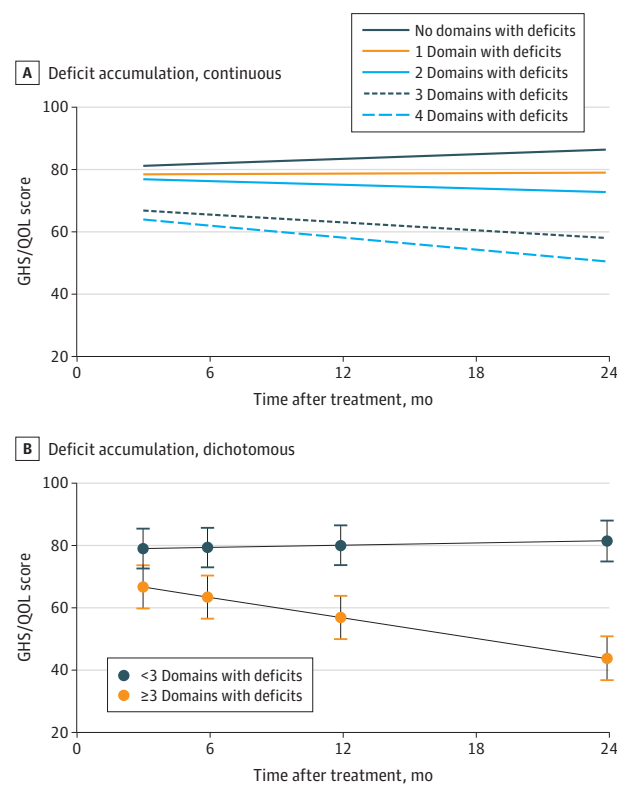 No domains with deficits
1 Domain with deficits
2 Domains with deficits
3 Domains with deficits
4 Domains with deficits
A Deficit accumulation, continuous
100
80
60
40
20
GHS/QOL score
0 6 12 18 24
Time after treatment, mo
B Deficit accumulation, dichotomous
100
80
60
40
20
GHS/QOL score
<3 Domains with deficits
≥3 Domains with deficits
0 6 12 18 24
Time after treatment, mo